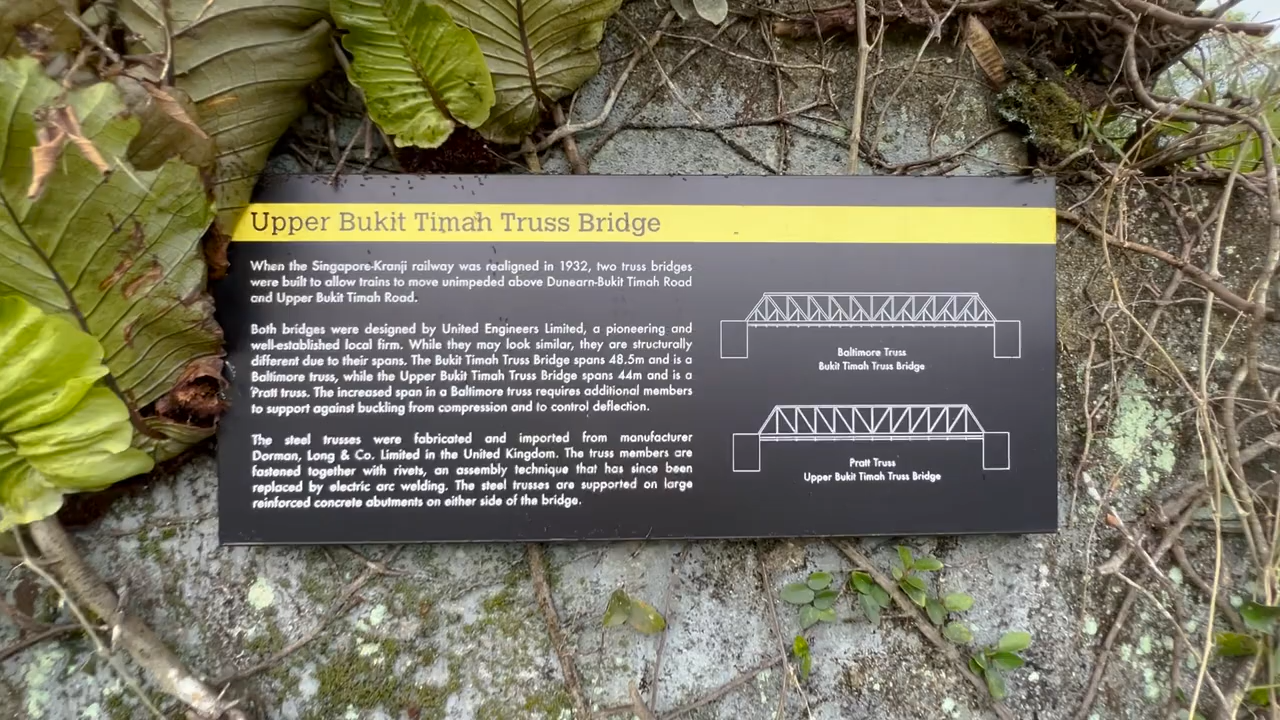 Upper Bukit Timah Truss Bridge
When the Singapore-Kranji railway was realigned in 1932, two truss bridges
were built to allow trains to move unimpeded above Dunearn-Bukit Timah Road
and Upper Bukit Timah Road.
Both bridges were designed by United Engineers Limited, a pioneering and
well-established local firm. While they may look similar, they are structurally
different due to their spans. The Bukit Timah Truss Bridge spans 48.5m and is a
Baltimore truss, while the Upper Bukit Timah Truss Bridge spans 44m and is a
Pratt truss. The increased span in a Baltimore truss requires additional members
to support against buckling from compression and to control deflection.
The steel trusses were fabricated and imported from manufacturer
Dorman, Long & Co. Limited in the United Kingdom. The truss members are
fastened together with rivets, an assembly technique that has since been
replaced by electric arc welding. The steel trusses are supported on large
reinforced concrete abutments on either side of the bridge.
Baltimore Truss
Bukit Timah Truss Bridge
Pratt Truss
Upper Bukit Timah Truss Bridge